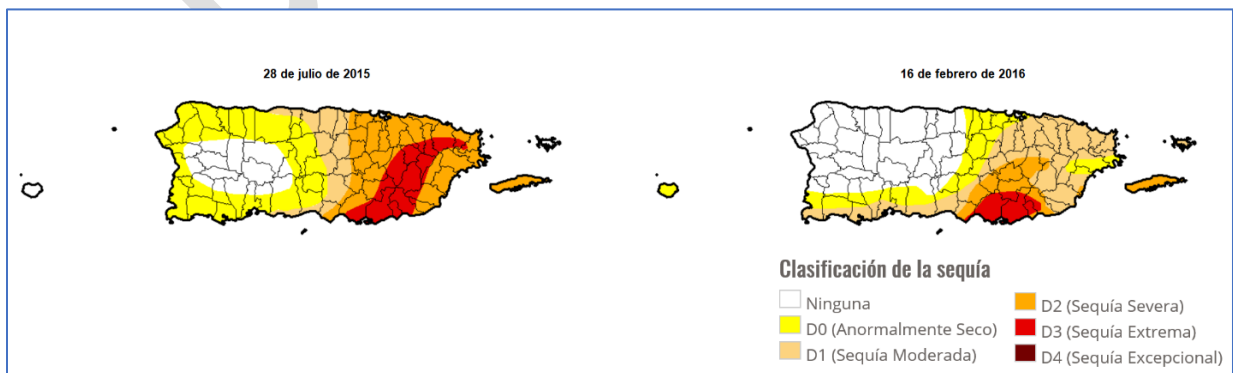 28 de julio de 2015
16 de febrero de 2016
Clasificación de la sequía
Ninguna
D0 (Anormalmente Seco)
D1 (Sequía Moderada)
D2 (Sequía Severa)
D3 (Sequía Extrema)
D4 (Sequía Excepcional)